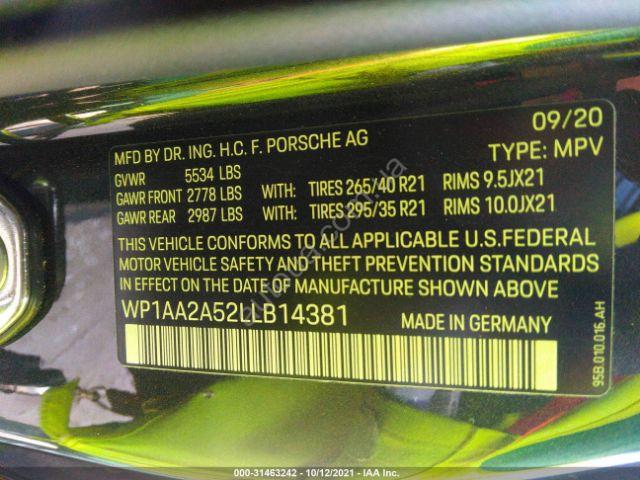 09/20
MFD BY DR. ING. H.C. F. PORSCHE AG
TYPE: MPV
GVWR 5534 LBS
GAWR FRONT 2778 LBS WITH: TIRES 265/40 R21 RIMS 9.5JX21
GAWR REAR 2987 LBS WITH: TIRES 295/35 R21 RIMS 10.0JX21
THIS VEHICLE CONFORMS TO ALL APPLICABLE U.S.FEDERAL
MOTOR VEHICLE SAFETY AND THEFT PREVENTION STANDARDS
IN EFFECT ON THE DATE OF MANUFACTURE SHOWN ABOVE
WP1AA2A52LLB14381 MADE IN GERMANY
95B.010.016.AH
000-31463242 - 10/12/2021 - IAA Inc.